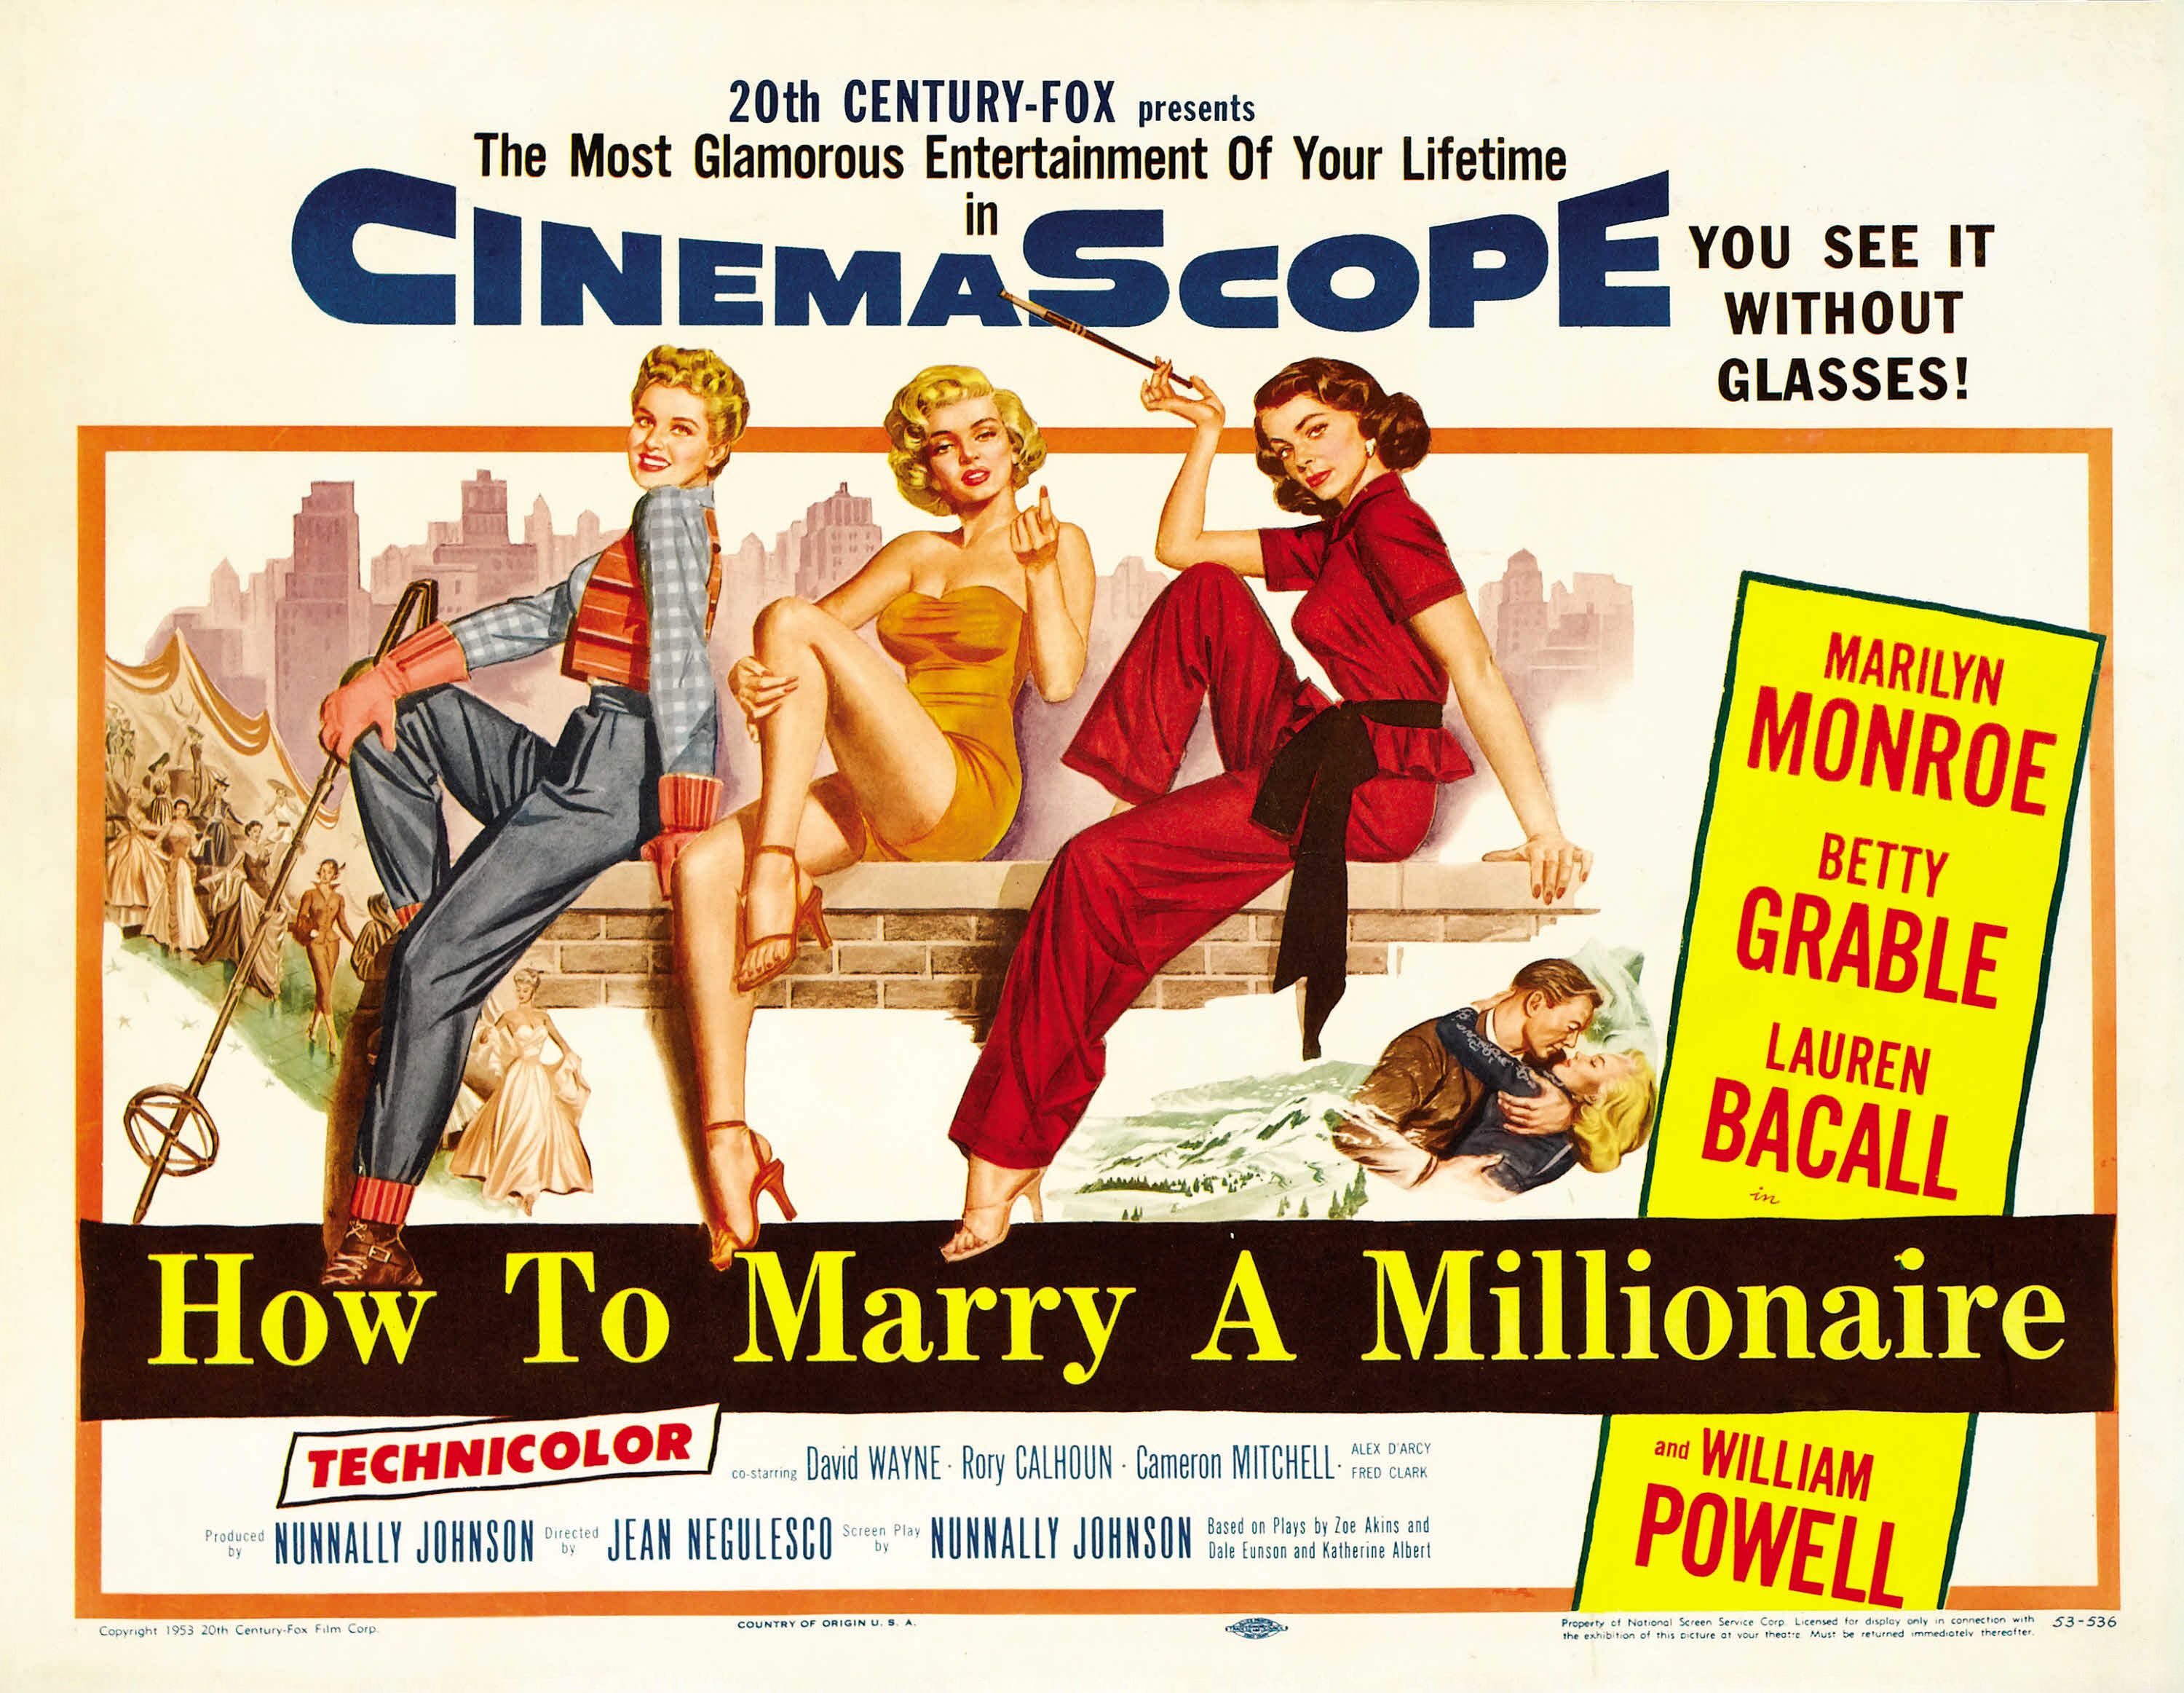 20th CENTURY-FOX presents
The Most Glamorous Entertainment Of Your Lifetime
in
CINEMASCOPE
YOU SEE IT
WITHOUT
GLASSES!
MARILYN
MONROE
BETTY
GRABLE
LAUREN
BACALL
in
How To Marry A Millionaire
TECHNICOLOR
co-starring David WAYNE · Rory CALHOUN · Cameron MITCHELL ·
ALEX D'ARCY
FRED CLARK
and WILLIAM
POWELL
Produced by NUNNALLY JOHNSON Directed by JEAN NEGULESCO Screen Play by NUNNALLY JOHNSON
Based on Plays by Zoe Akins and
Dale Eunson and Katherine Albert
Copyright 1953 20th Century-Fox Film Corp.
COUNTRY OF ORIGIN U. S. A.
Property of National Screen Service Corp. Licensed for display only in connection with
the exhibition of this picture at your theatre. Must be returned immediately thereafter.
53-536